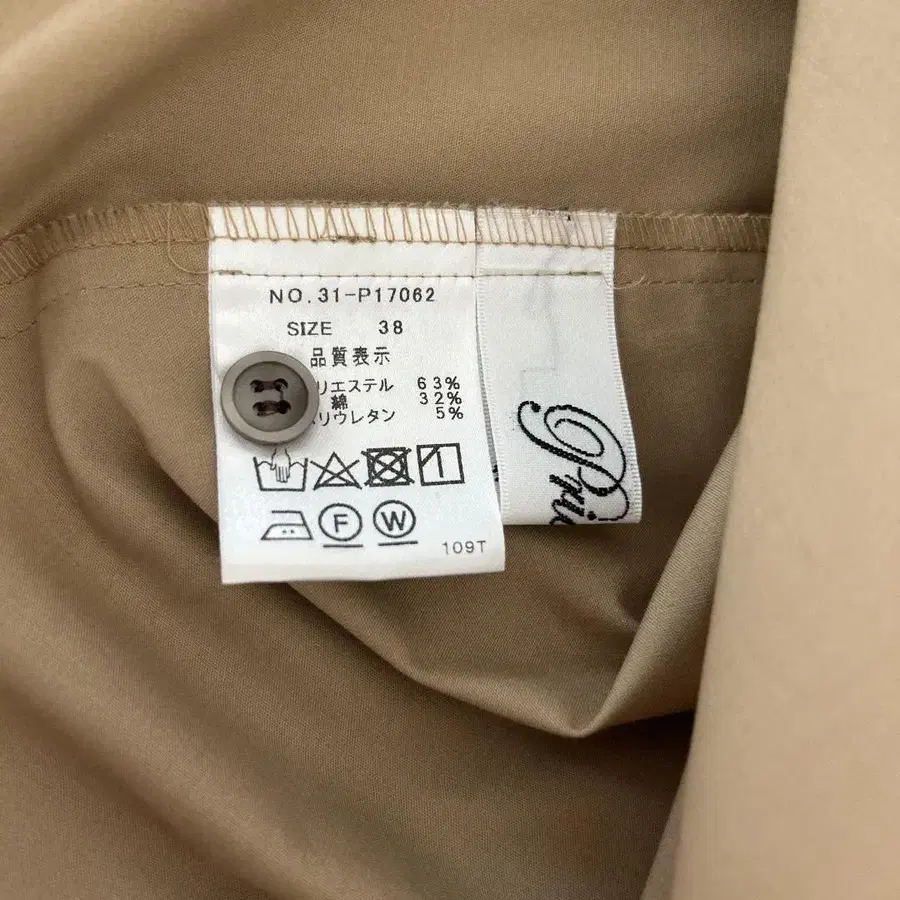 NO.31-P17062
SIZE 38
品質表示
リエステル 63%
綿 32%
リウレタン 5%
F W
109T